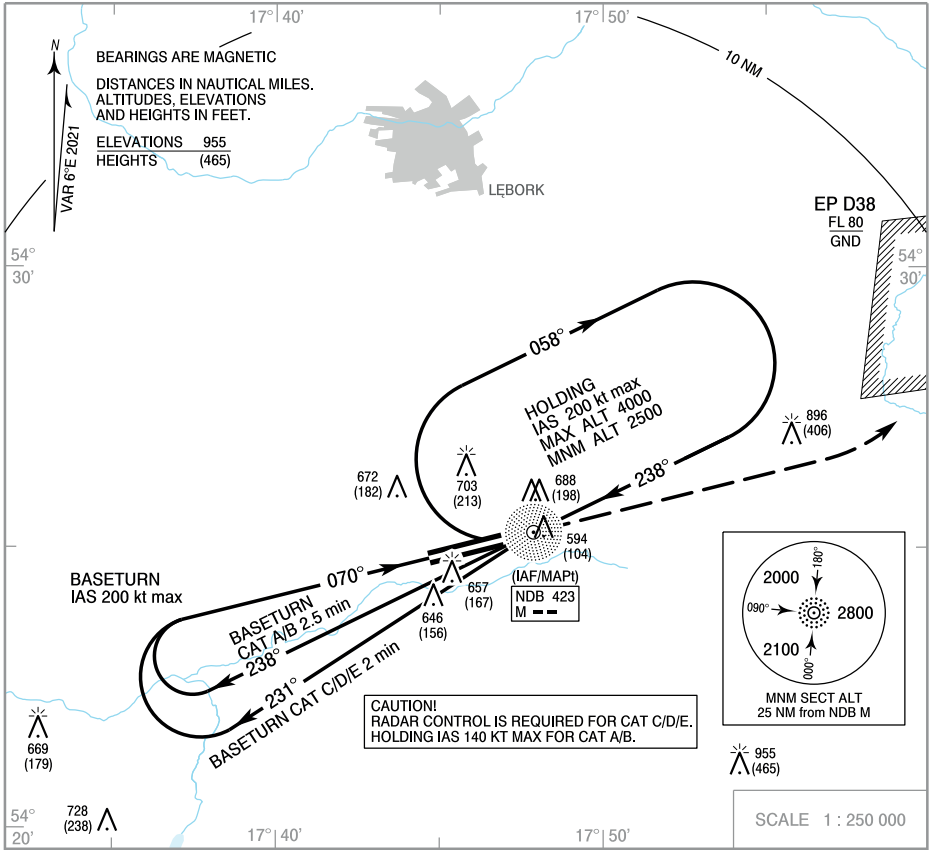 17° 40'
17° 50'
N
VAR 6°E 2021
BEARINGS ARE MAGNETIC
DISTANCES IN NAUTICAL MILES.
ALTITUDES, ELEVATIONS
AND HEIGHTS IN FEET.
ELEVATIONS 955
HEIGHTS (465)
10 NM
LĘBORK
EP D38
FL 80
GND
54°
30'
54°
30'
058°
HOLDING
IAS 200 kt max
MAX ALT 4000
MNM ALT 2500
238°
896
(406)
672
(182)
703
(213)
688
(198)
594
(104)
(IAF/MAPt)
NDB 423
M – –
657
(167)
646
(156)
BASETURN
IAS 200 kt max
070°
BASETURN
CAT A/B 2.5 min
238°
231°
BASETURN CAT C/D/E 2 min
2000
180°
090°
2800
2100
000°
MNM SECT ALT
25 NM from NDB M
CAUTION!
RADAR CONTROL IS REQUIRED FOR CAT C/D/E.
HOLDING IAS 140 KT MAX FOR CAT A/B.
669
(179)
955
(465)
728
(238)
54°
20'
17° 40'
17° 50'
SCALE 1 : 250 000